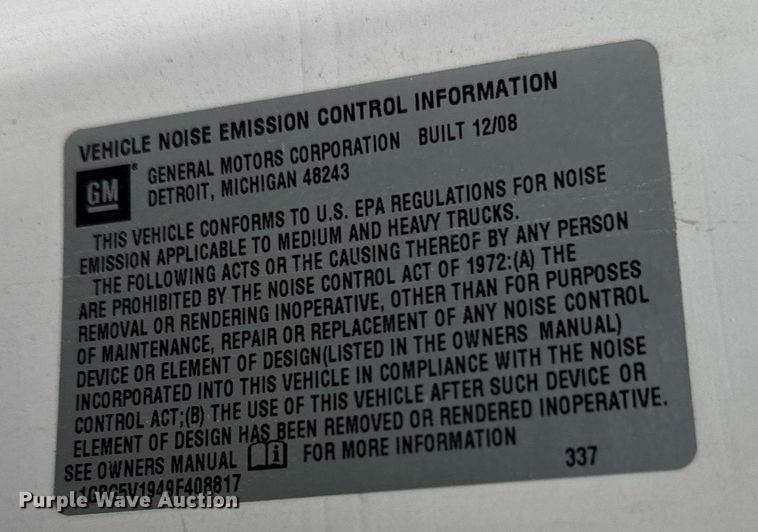 VEHICLE NOISE EMISSION CONTROL INFORMATION
GM ® GENERAL MOTORS CORPORATION BUILT 12/08
DETROIT, MICHIGAN 48243
THIS VEHICLE CONFORMS TO U.S. EPA REGULATIONS FOR NOISE
EMISSION APPLICABLE TO MEDIUM AND HEAVY TRUCKS.
THE FOLLOWING ACTS OR THE CAUSING THEREOF BY ANY PERSON
ARE PROHIBITED BY THE NOISE CONTROL ACT OF 1972:(A) THE
REMOVAL OR RENDERING INOPERATIVE, OTHER THAN FOR PURPOSES
OF MAINTENANCE, REPAIR OR REPLACEMENT OF ANY NOISE CONTROL
DEVICE OR ELEMENT OF DESIGN(LISTED IN THE OWNERS MANUAL)
INCORPORATED INTO THIS VEHICLE IN COMPLIANCE WITH THE NOISE
CONTROL ACT;(B) THE USE OF THIS VEHICLE AFTER SUCH DEVICE OR
ELEMENT OF DESIGN HAS BEEN REMOVED OR RENDERED INOPERATIVE.
SEE OWNERS MANUAL i FOR MORE INFORMATION
337
Purple Wave Auction